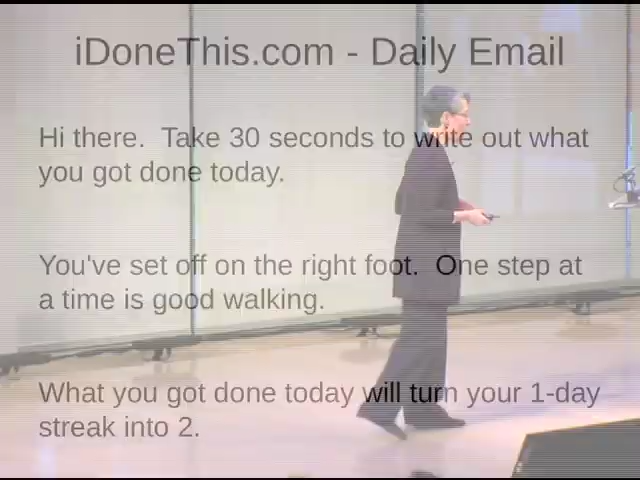 iDoneThis.com - Daily Email
Hi there.  Take 30 seconds to write out what
you got done today.
You've set off on the right foot.  One step at
a time is good walking.
What you got done today will turn your 1-day
streak into 2.